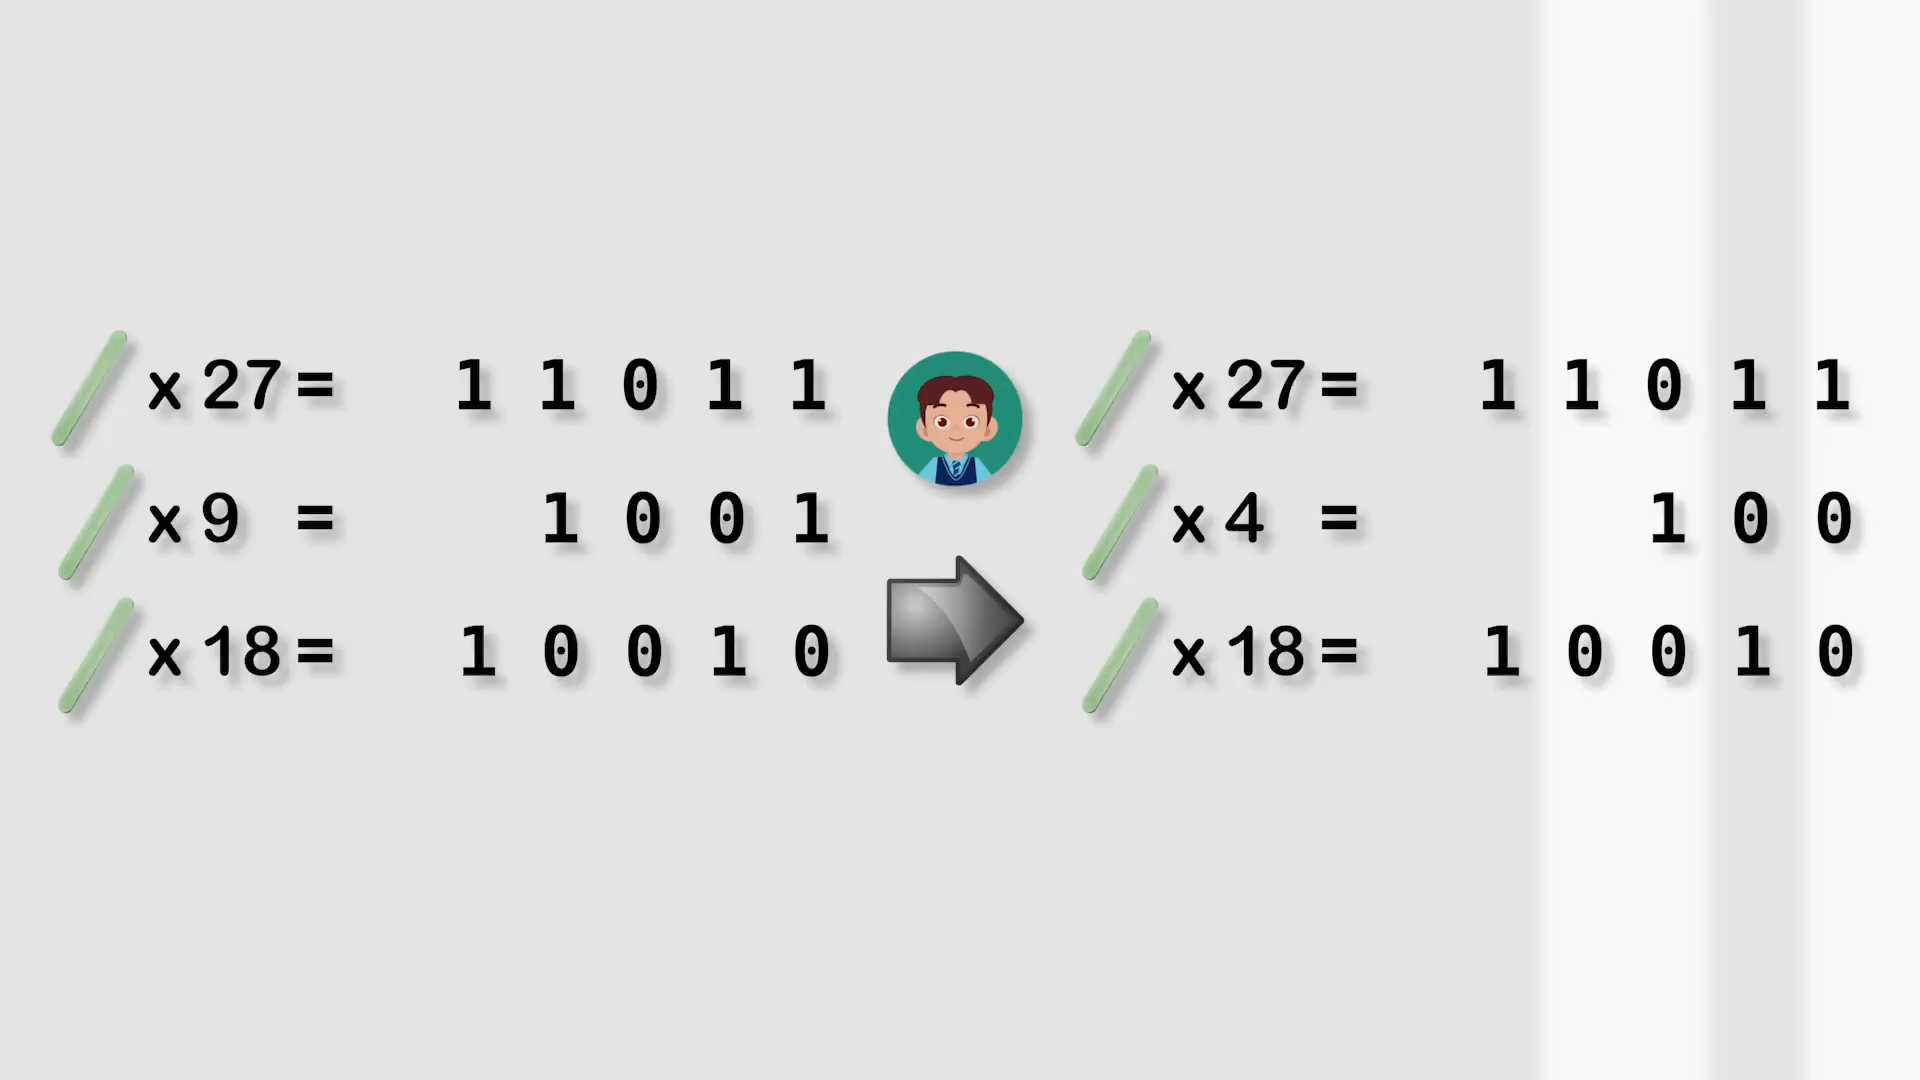 x 27 = 1 1 0 1 1
x 9 = 1 0 0 1
x 18 = 1 0 0 1 0
x 27 = 1 1 0 1 1
x 4 = 1 0 0
x 18 = 1 0 0 1 0